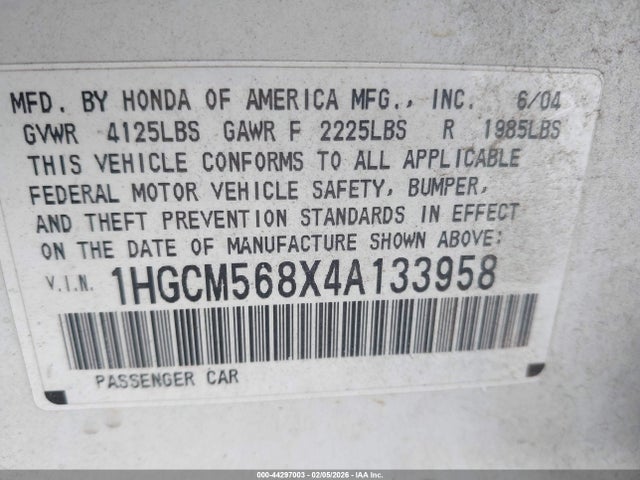 MFD. BY HONDA OF AMERICA MFG., INC. 6/04
GVWR 4125LBS GAWR F 2225LBS R 1985LBS
THIS VEHICLE CONFORMS TO ALL APPLICABLE
FEDERAL MOTOR VEHICLE SAFETY, BUMPER,
AND THEFT PREVENTION STANDARDS IN EFFECT
ON THE DATE OF MANUFACTURE SHOWN ABOVE:
V.I.N. 1HGCM568X4A133958
PASSENGER CAR
000-44297003 - 02/05/2026 - IAA Corp.